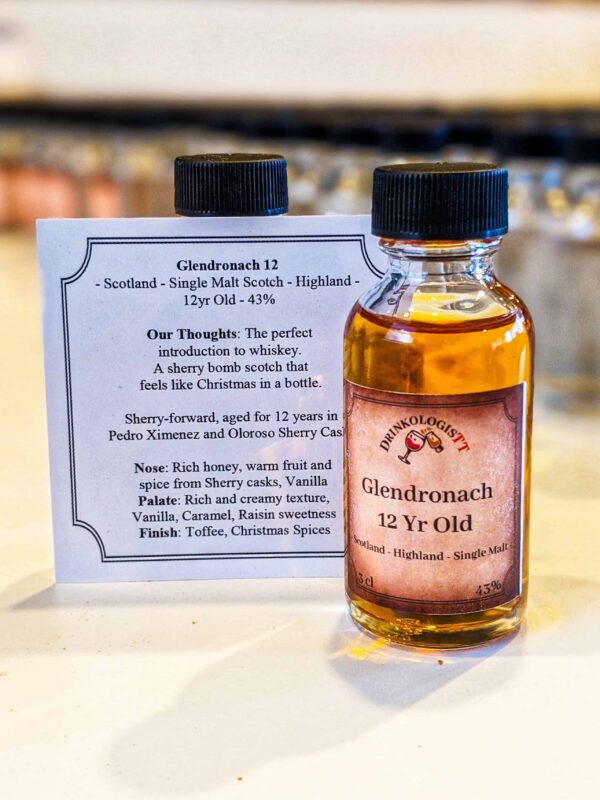 Glendronach 12
- Scotland - Single Malt Scotch - Highland -
12yr Old - 43%
Our Thoughts: The perfect
introduction to whiskey.
A sherry bomb scotch that
feels like Christmas in a bottle.
Sherry-forward, aged for 12 years in
Pedro Ximenez and Oloroso Sherry
Nose: Rich honey, warm fruit and
spice from Sherry casks, Vanilla
Palate: Rich and creamy texture,
Vanilla, Caramel, Raisin sweetness
Finish: Toffee, Christmas Spices
DRINKOLOGISTT
Glendronach
12 Yr Old
Scotland - Highland - Single Malt
cl
43%